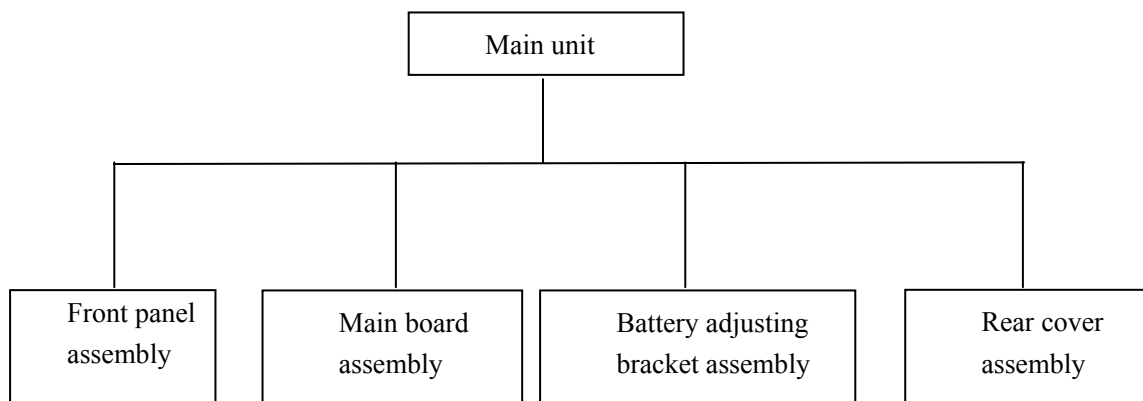 Main unit
Front panel
assembly
Main board
assembly
Battery adjusting
bracket assembly
Rear cover
assembly